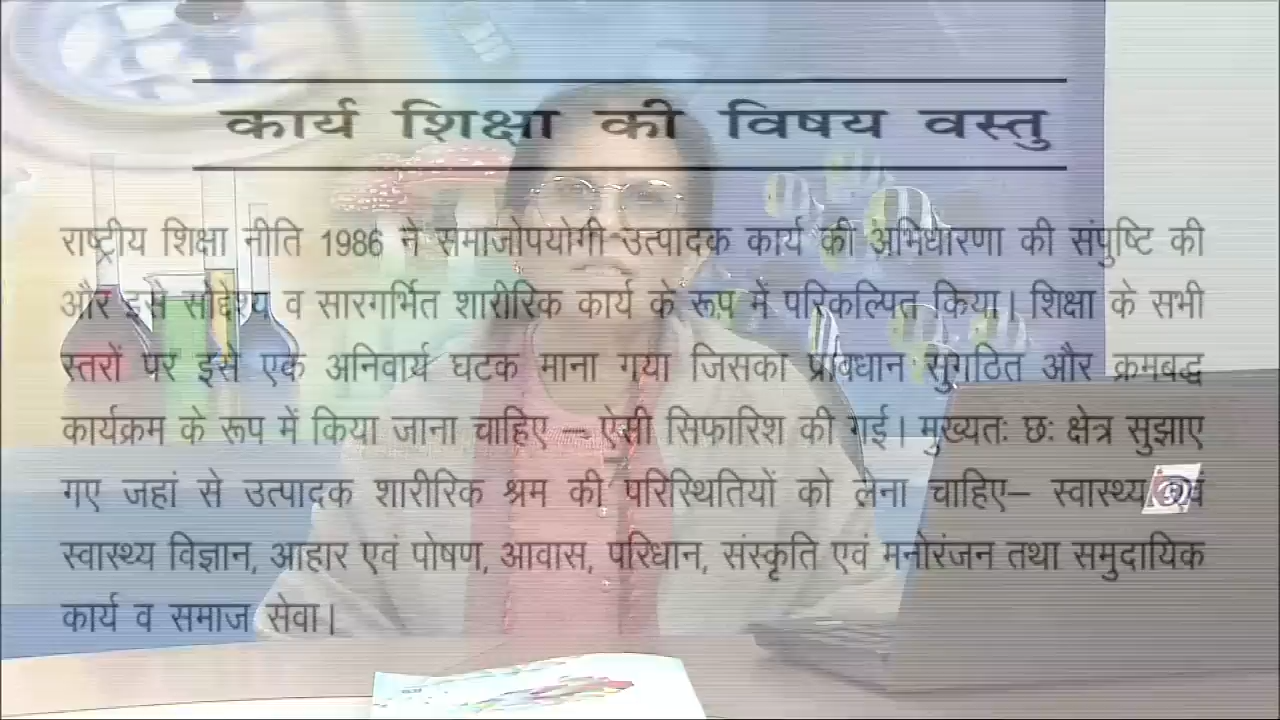 कार्य शिक्षा की विषय वस्तु
राष्ट्रीय शिक्षा नीति 1986 ने समाजोपयोगी उत्पादक कार्य की अभिधारणा की संपुष्टि की
और इसे सोद्देश्य व सारगर्भित शारीरिक कार्य के रूप में परिकल्पित किया। शिक्षा के सभी
स्तरों पर इसे एक अनिवार्य घटक माना गया जिसका प्रावधान सुगठित और क्रमबद्ध
कार्यक्रम के रूप में किया जाना चाहिए – ऐसी सिफारिश की गई। मुख्यतः छः क्षेत्र सुझाए
गए जहां से उत्पादक शारीरिक श्रम की परिस्थितियों को लेना चाहिए– स्वास्थ्य एवं
स्वास्थ्य विज्ञान, आहार एवं पोषण, आवास, परिधान, संस्कृति एवं मनोरंजन तथा समुदायिक
कार्य व समाज सेवा।